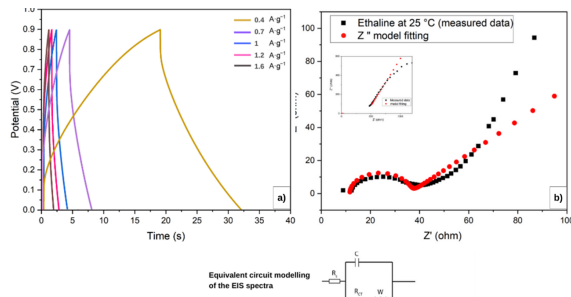 a)
0.4 A·g⁻¹
0.7 A·g⁻¹
1 A·g⁻¹
1.2 A·g⁻¹
1.6 A·g⁻¹
Potential (V)
1.0
0.9
0.8
0.7
0.6
0.5
0.4
0.3
0.2
0.1
0.0
0 5 10 15 20 25 30 35 40
Time (s)
a)
b)
Ethaline at 25 °C (measured data)
Z " model fitting
Measured data
model fitting
Z' (ohm)
100
80
60
40
20
0
0 20 40 60 80 100
Z' (ohm)
b)
Equivalent circuit modelling
of the EIS spectra
C
R
R_CT
W